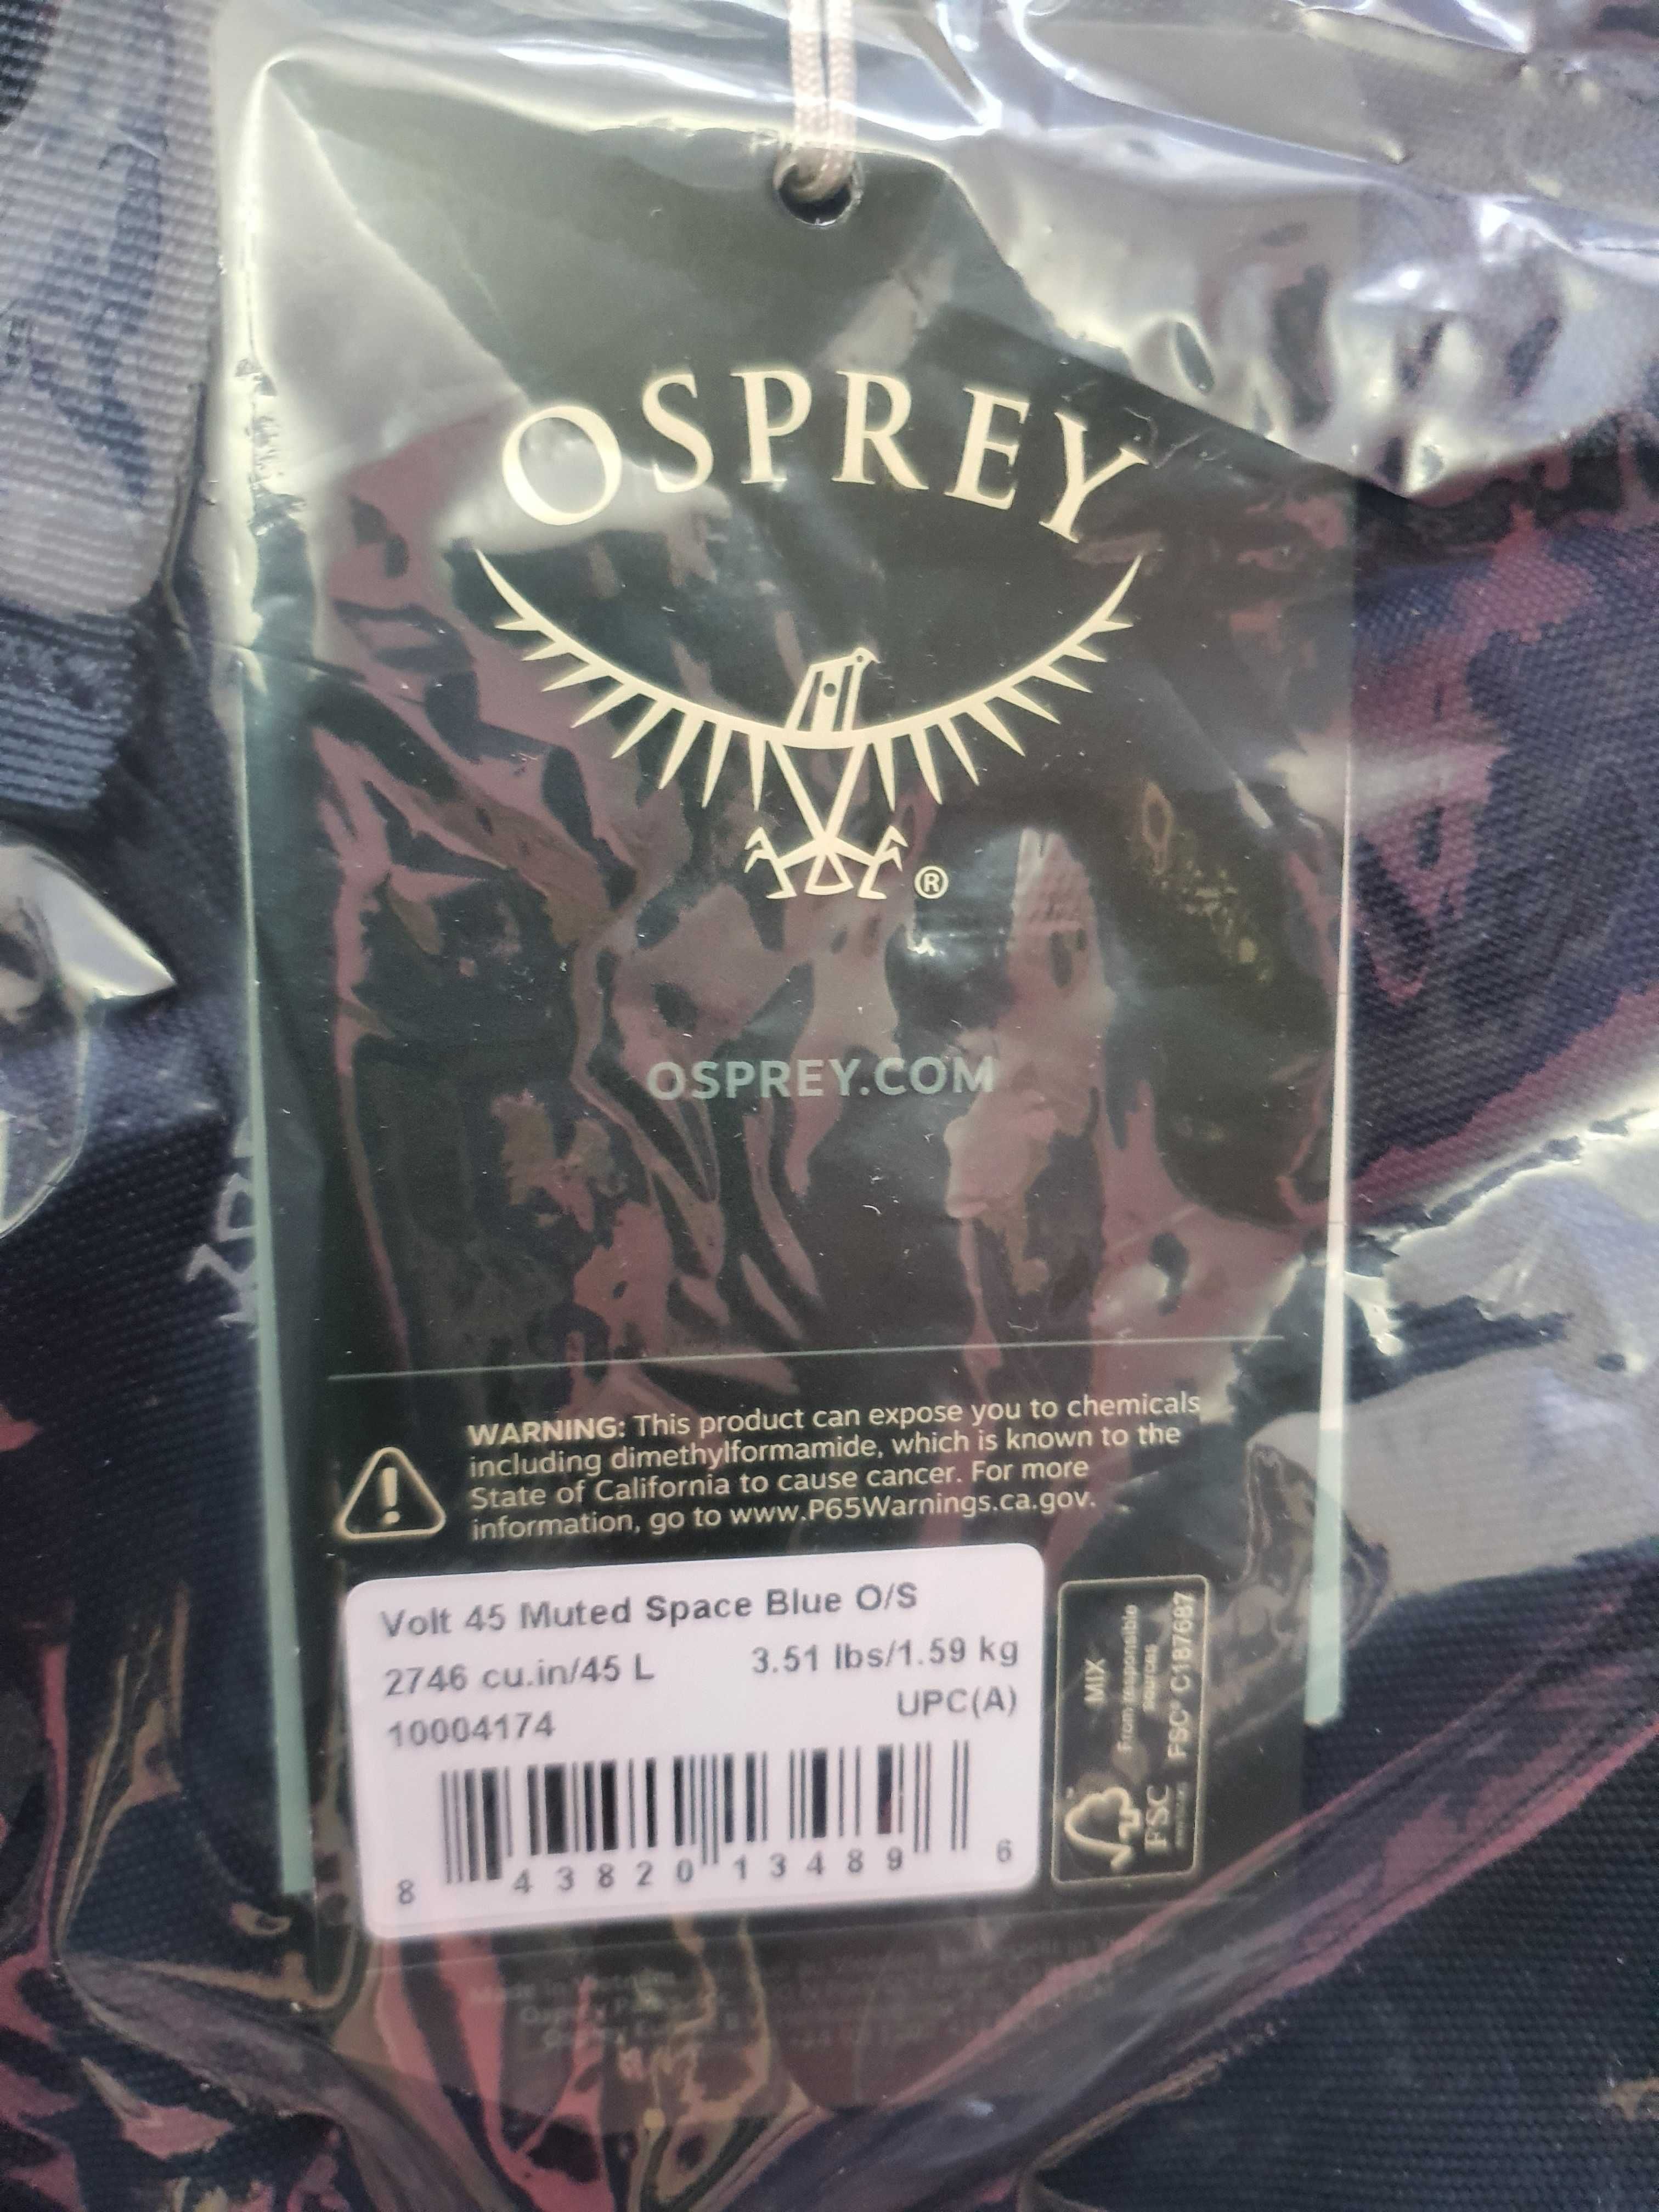 OSPREY
®
OSPREY.COM
WARNING: This product can expose you to chemicals
including dimethylformamide, which is known to the
State of California to cause cancer. For more
information, go to www.P65Warnings.ca.gov.
Volt 45 Muted Space Blue O/S
2746 cu.in/45 L 3.51 lbs/1.59 kg
10004174 UPC(A)
8 43820 13489 6
MIX
From responsible
sources
FSC® C187687
FSC